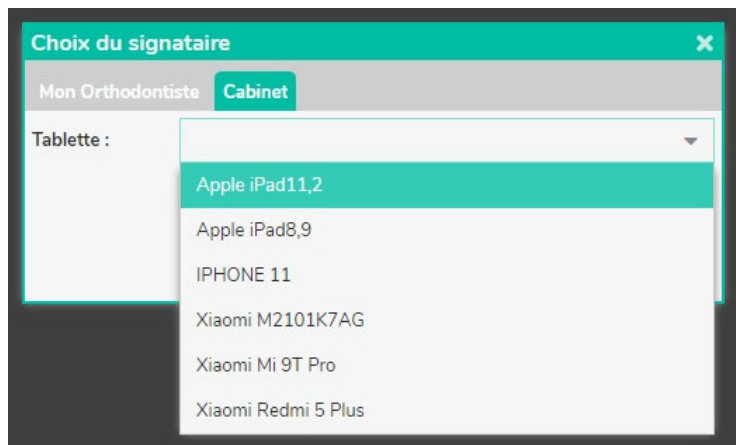 Choix du signataire
Mon Orthodontiste Cabinet
Tablette :
Apple iPad11,2
Apple iPad8,9
IPHONE 11
Xiaomi M2101K7AG
Xiaomi Mi 9T Pro
Xiaomi Redmi 5 Plus